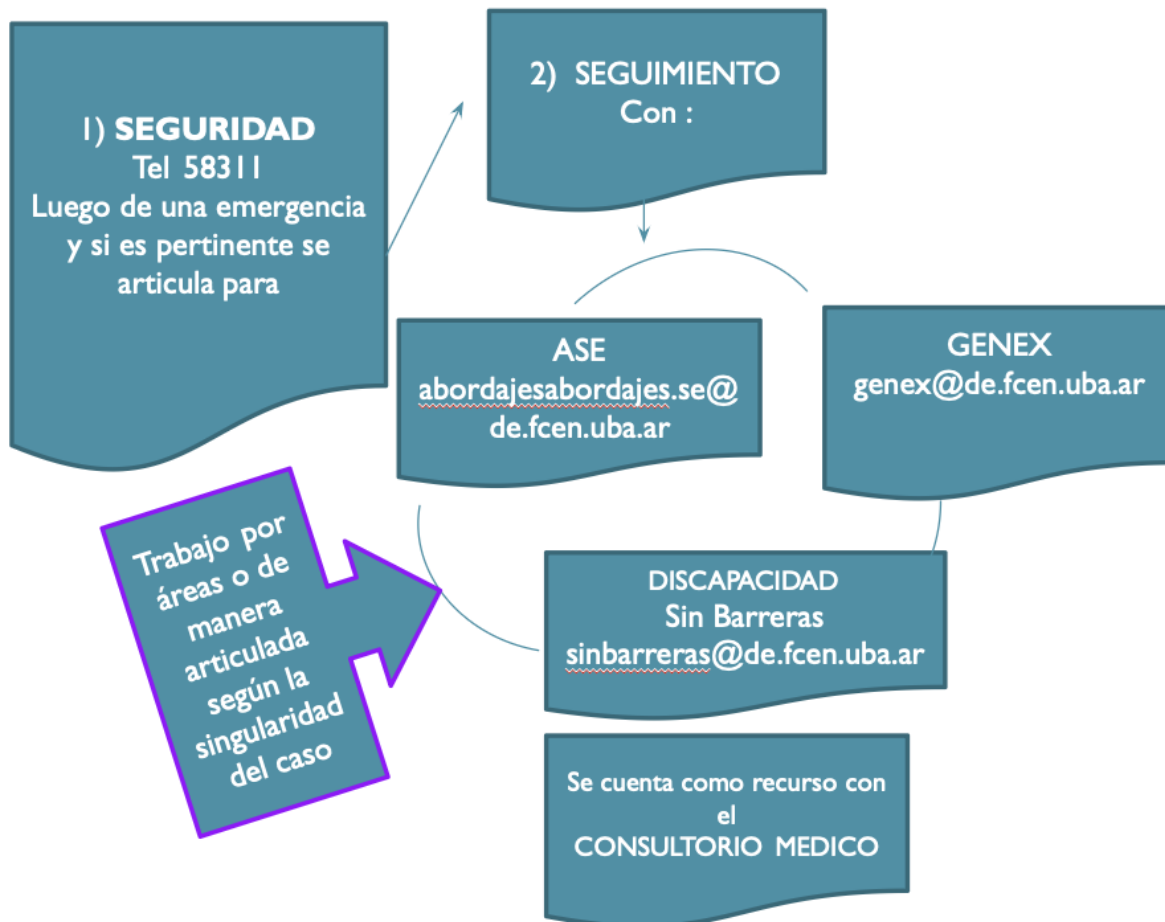 1) SEGURIDAD
Tel 58311
Luego de una emergencia
y si es pertinente se
articula para
2) SEGUIMIENTO
Con :
ASE
abordajesabordajes.se@
de.fcen.uba.ar
GENEX
genex@de.fcen.uba.ar
Trabajo por
áreas o de
manera
articulada
según la
singularidad
del caso
DISCAPACIDAD
Sin Barreras
sinbarreras@de.fcen.uba.ar
Se cuenta como recurso con
el
CONSULTORIO MEDICO